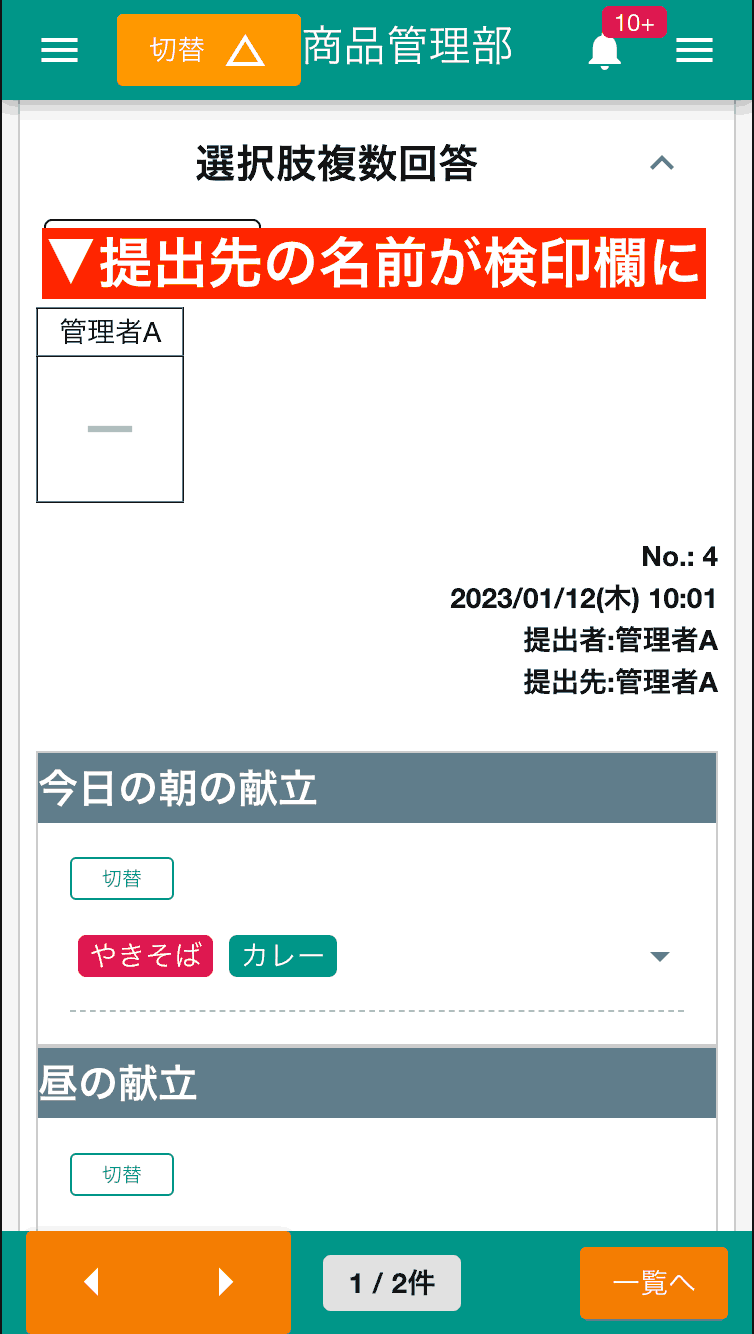 10+
切替
商品管理部
選択肢複数回答
▼提出先の名前が検印欄に
管理者A
No.: 4
2023/01/12(木) 10:01
提出者:管理者A
提出先:管理者A
今日の朝の献立
切替
やきそば カレー
昼の献立
切替
1 / 2件
一覧へ